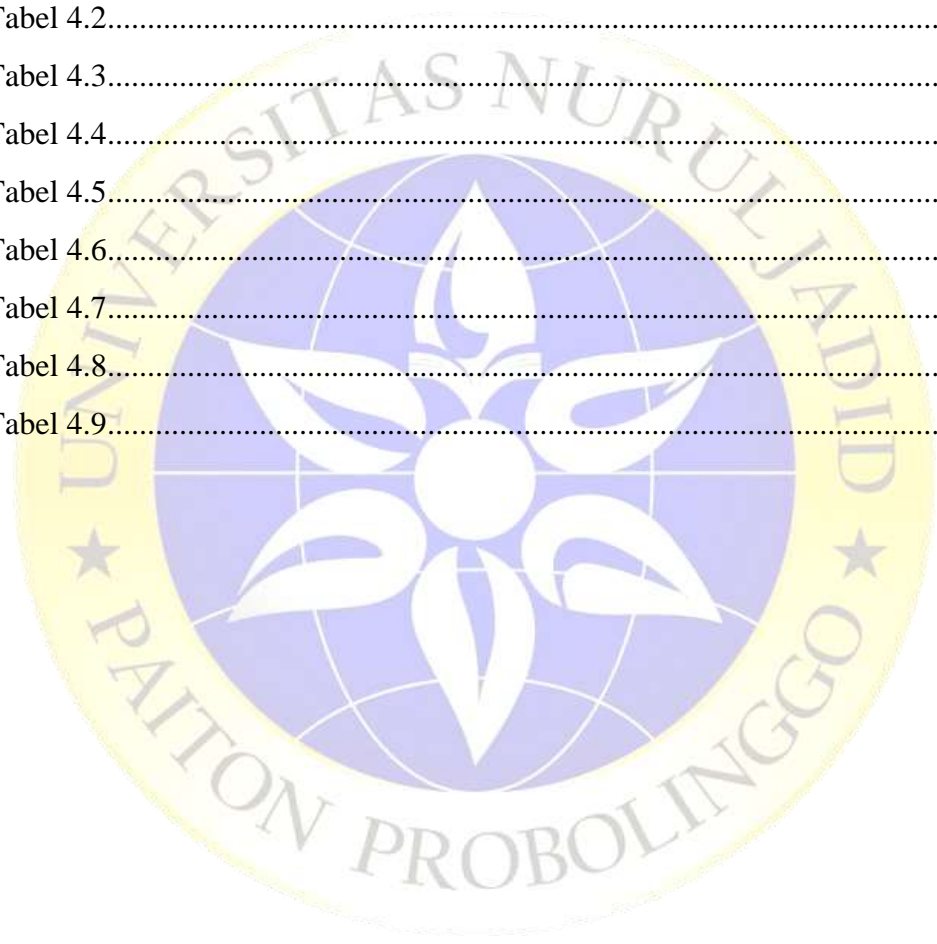 Tabel 4.2..........................................................................................................
Tabel 4.3..........................................................................................................
Tabel 4.4..........................................................................................................
Tabel 4.5..........................................................................................................
Tabel 4.6..........................................................................................................
Tabel 4.7..........................................................................................................
Tabel 4.8..........................................................................................................
Tabel 4.9..........................................................................................................
UNIVERSITAS NURUL JADID
★ PAITON PROBOLINGGO ★